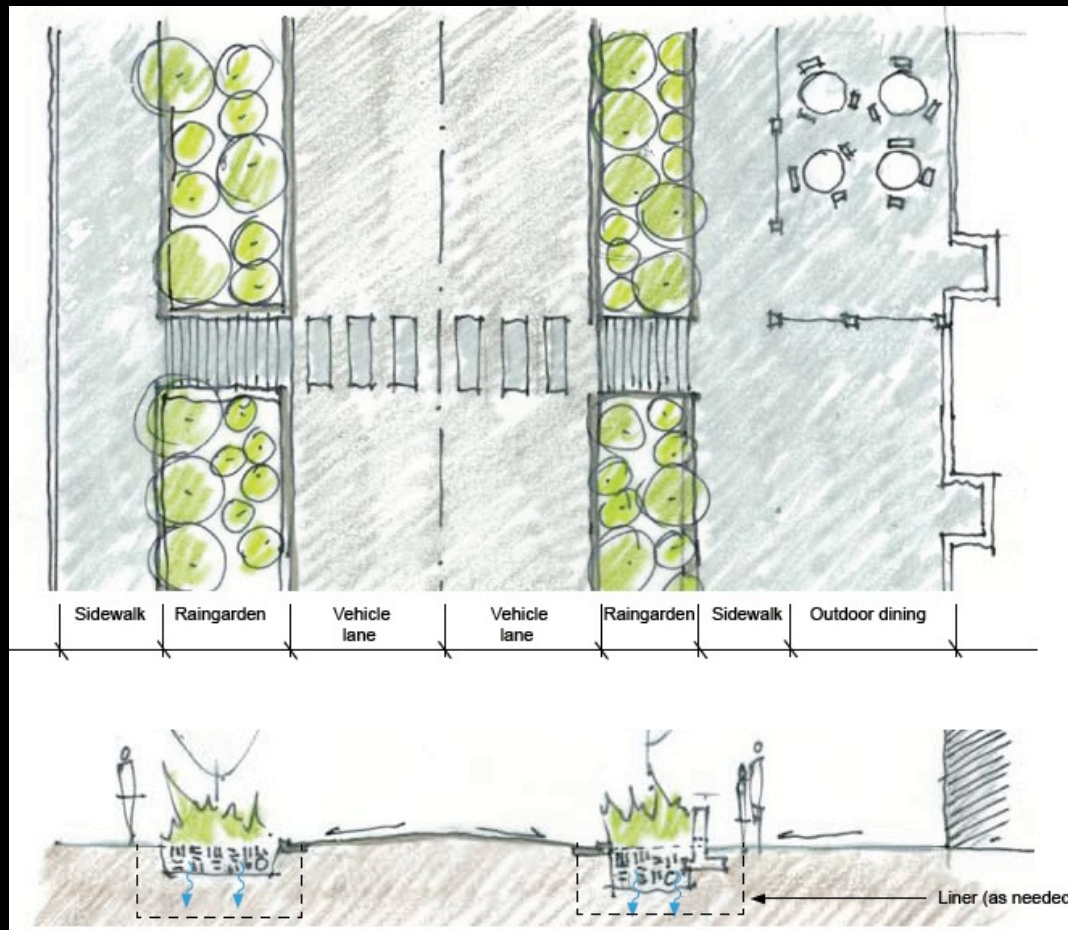 Sidewalk
Raingarden
Vehicle
lane
Vehicle
lane
Raingarden
Sidewalk
Outdoor dining
Liner (as needed